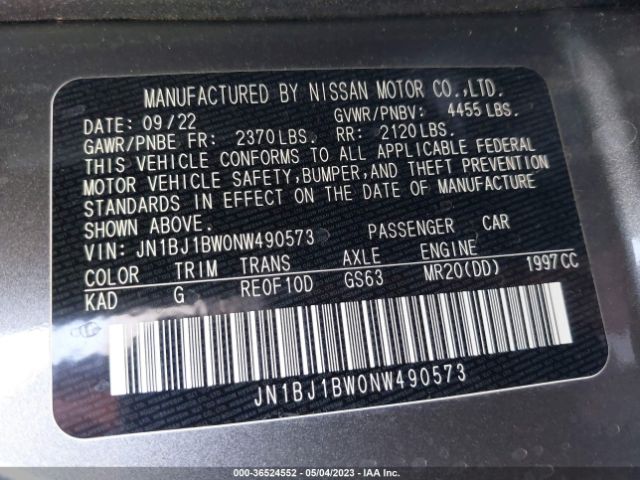 MANUFACTURED BY NISSAN MOTOR CO.,LTD.
DATE: 09/22 GVWR/PNBV: 4455 LBS.
GAWR/PNBE FR: 2370 LBS. RR: 2120 LBS.
THIS VEHICLE CONFORMS TO ALL APPLICABLE FEDERAL
MOTOR VEHICLE SAFETY,BUMPER,AND THEFT PREVENTION
STANDARDS IN EFFECT ON THE DATE OF MANUFACTURE
SHOWN ABOVE.
VIN: JN1BJ1BW0NW490573 PASSENGER CAR
COLOR TRIM TRANS AXLE ENGINE
KAD G RE0F10D GS63 MR20(DD) 1997CC
JN1BJ1BW0NW490573
000-36524552 - 05/04/2023 - IAA Inc.